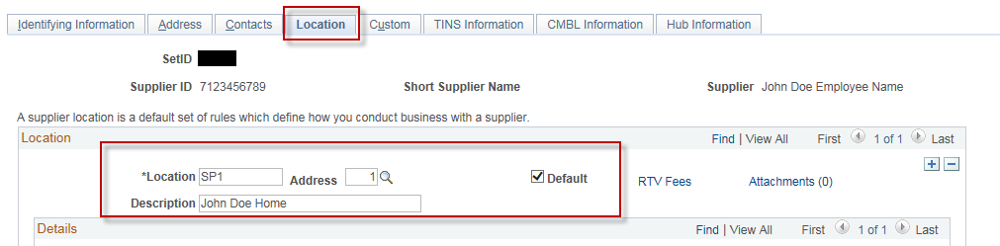 Identifying Information Address Contacts Location Custom TINS Information CMBL Information Hub Information
SetID
Supplier ID 7123456789 Short Supplier Name Supplier John Doe Employee Name
A supplier location is a default set of rules which define how you conduct business with a supplier.
Location Find | View All First 1 of 1 Last
*Location SP1 Address 1 Default RTV Fees Attachments (0)
Description John Doe Home
Details Find | View All First 1 of 1 Last